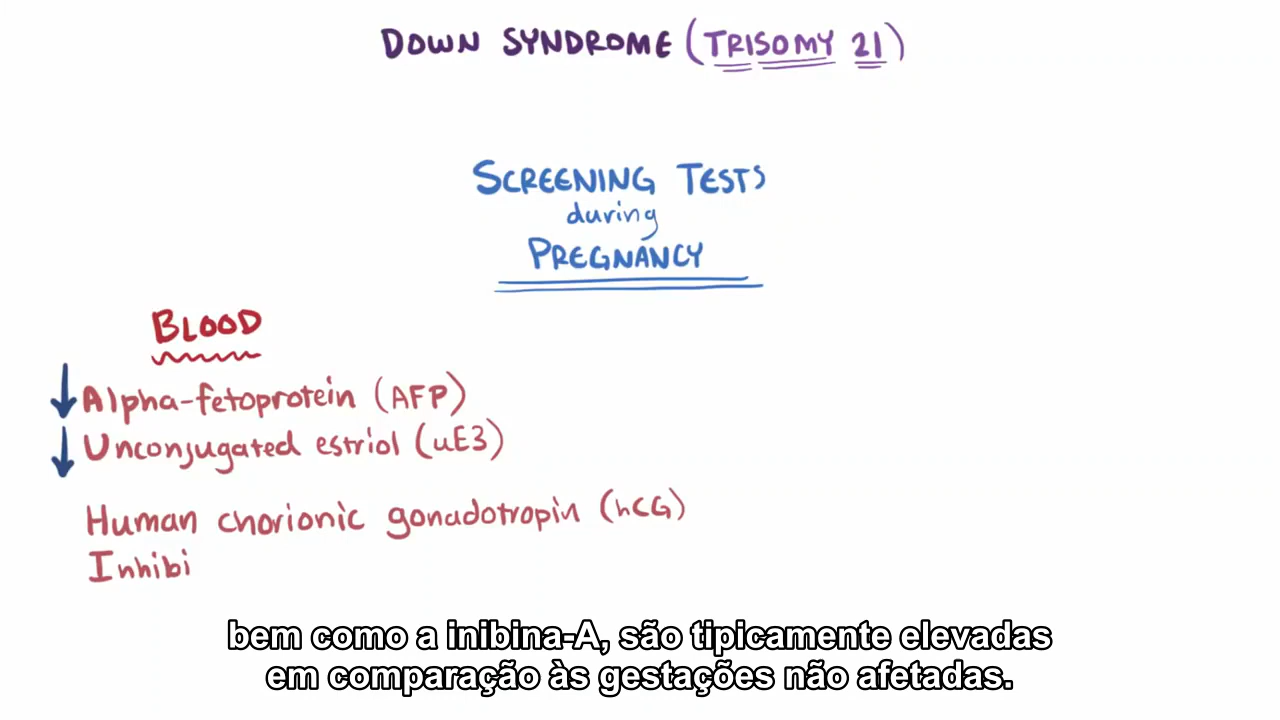 DOWN SYNDROME (TRISOMY 21)
SCREENING TESTS
during
PREGNANCY
BLOOD
Alpha-fetoprotein (AFP)
Unconjugated estriol (uE3)
Human chorionic gonadotropin (hCG)
Inhibi
bem como a inibina-A, são tipicamente elevadas
em comparação às gestações não afetadas.